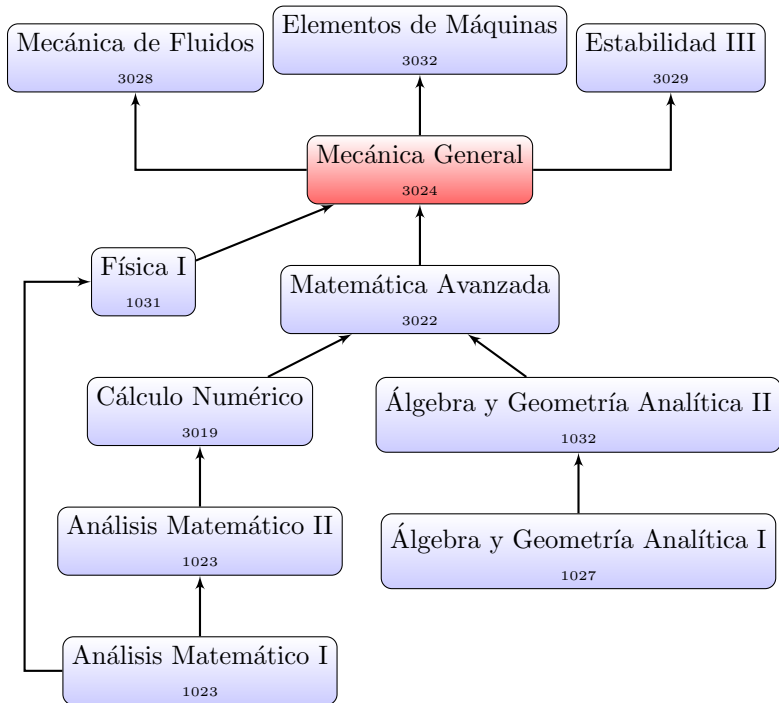 Mecánica de Fluidos
3028
Elementos de Máquinas
3032
Estabilidad III
3029
Mecánica General
3024
Física I
1031
Matemática Avanzada
3022
Cálculo Numérico
3019
Álgebra y Geometría Analítica II
1032
Análisis Matemático II
1023
Álgebra y Geometría Analítica I
1027
Análisis Matemático I
1023